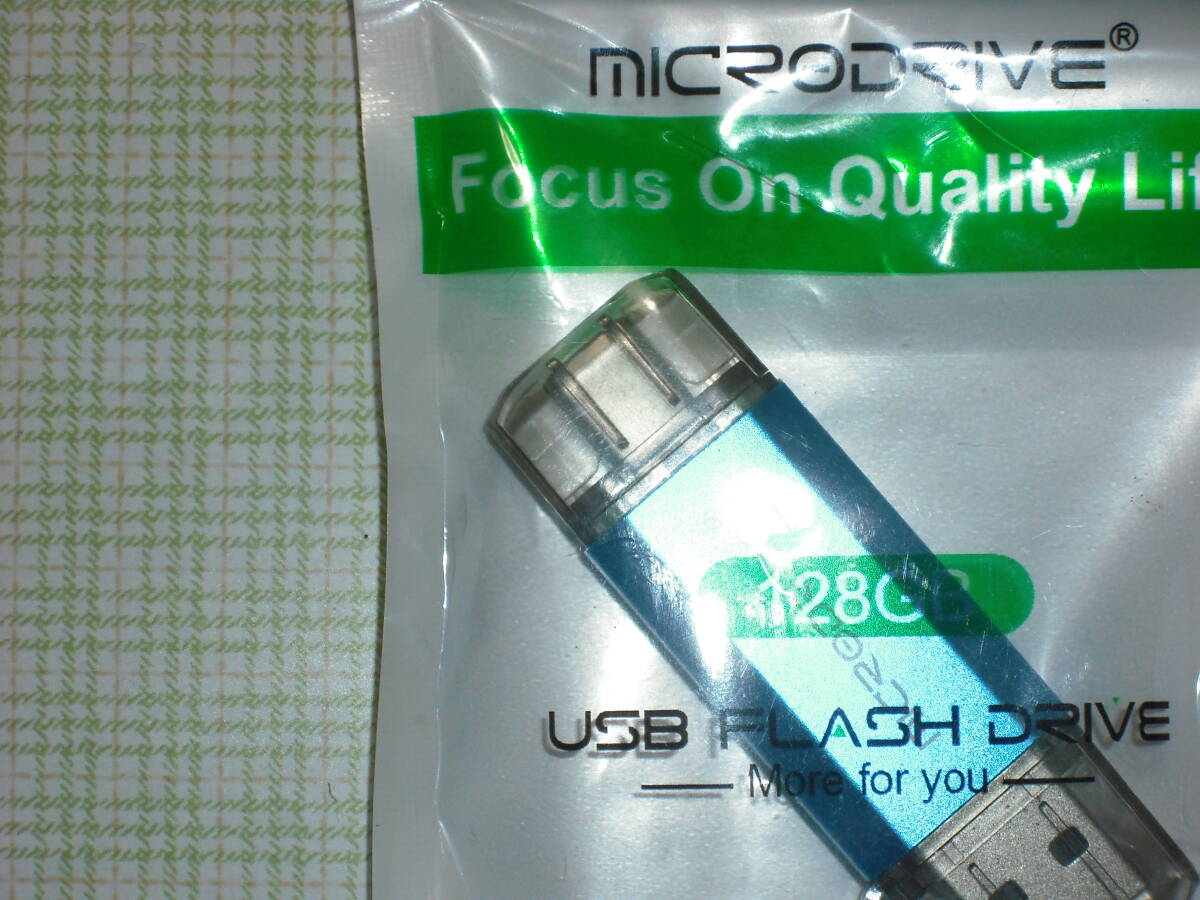 MICRODRIVE®
Focus On Quality Lif
128GB
USB FLASH DRIVE
More for you